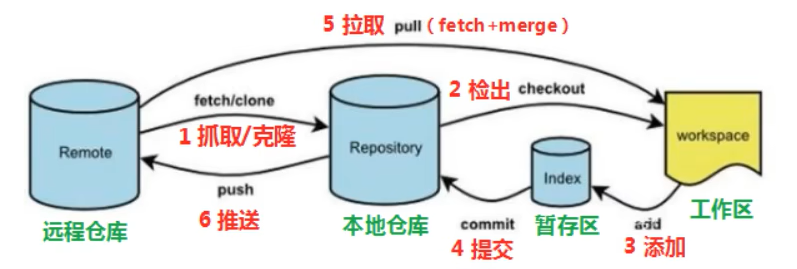 5 拉取 pull（fetch+merge）
fetch/clone
1 抓取/克隆
2 检出 checkout
Remote
Repository
workspace
Index
push
6 推送
远程仓库
本地仓库
commit
4 提交
暂存区
add
3 添加
工作区